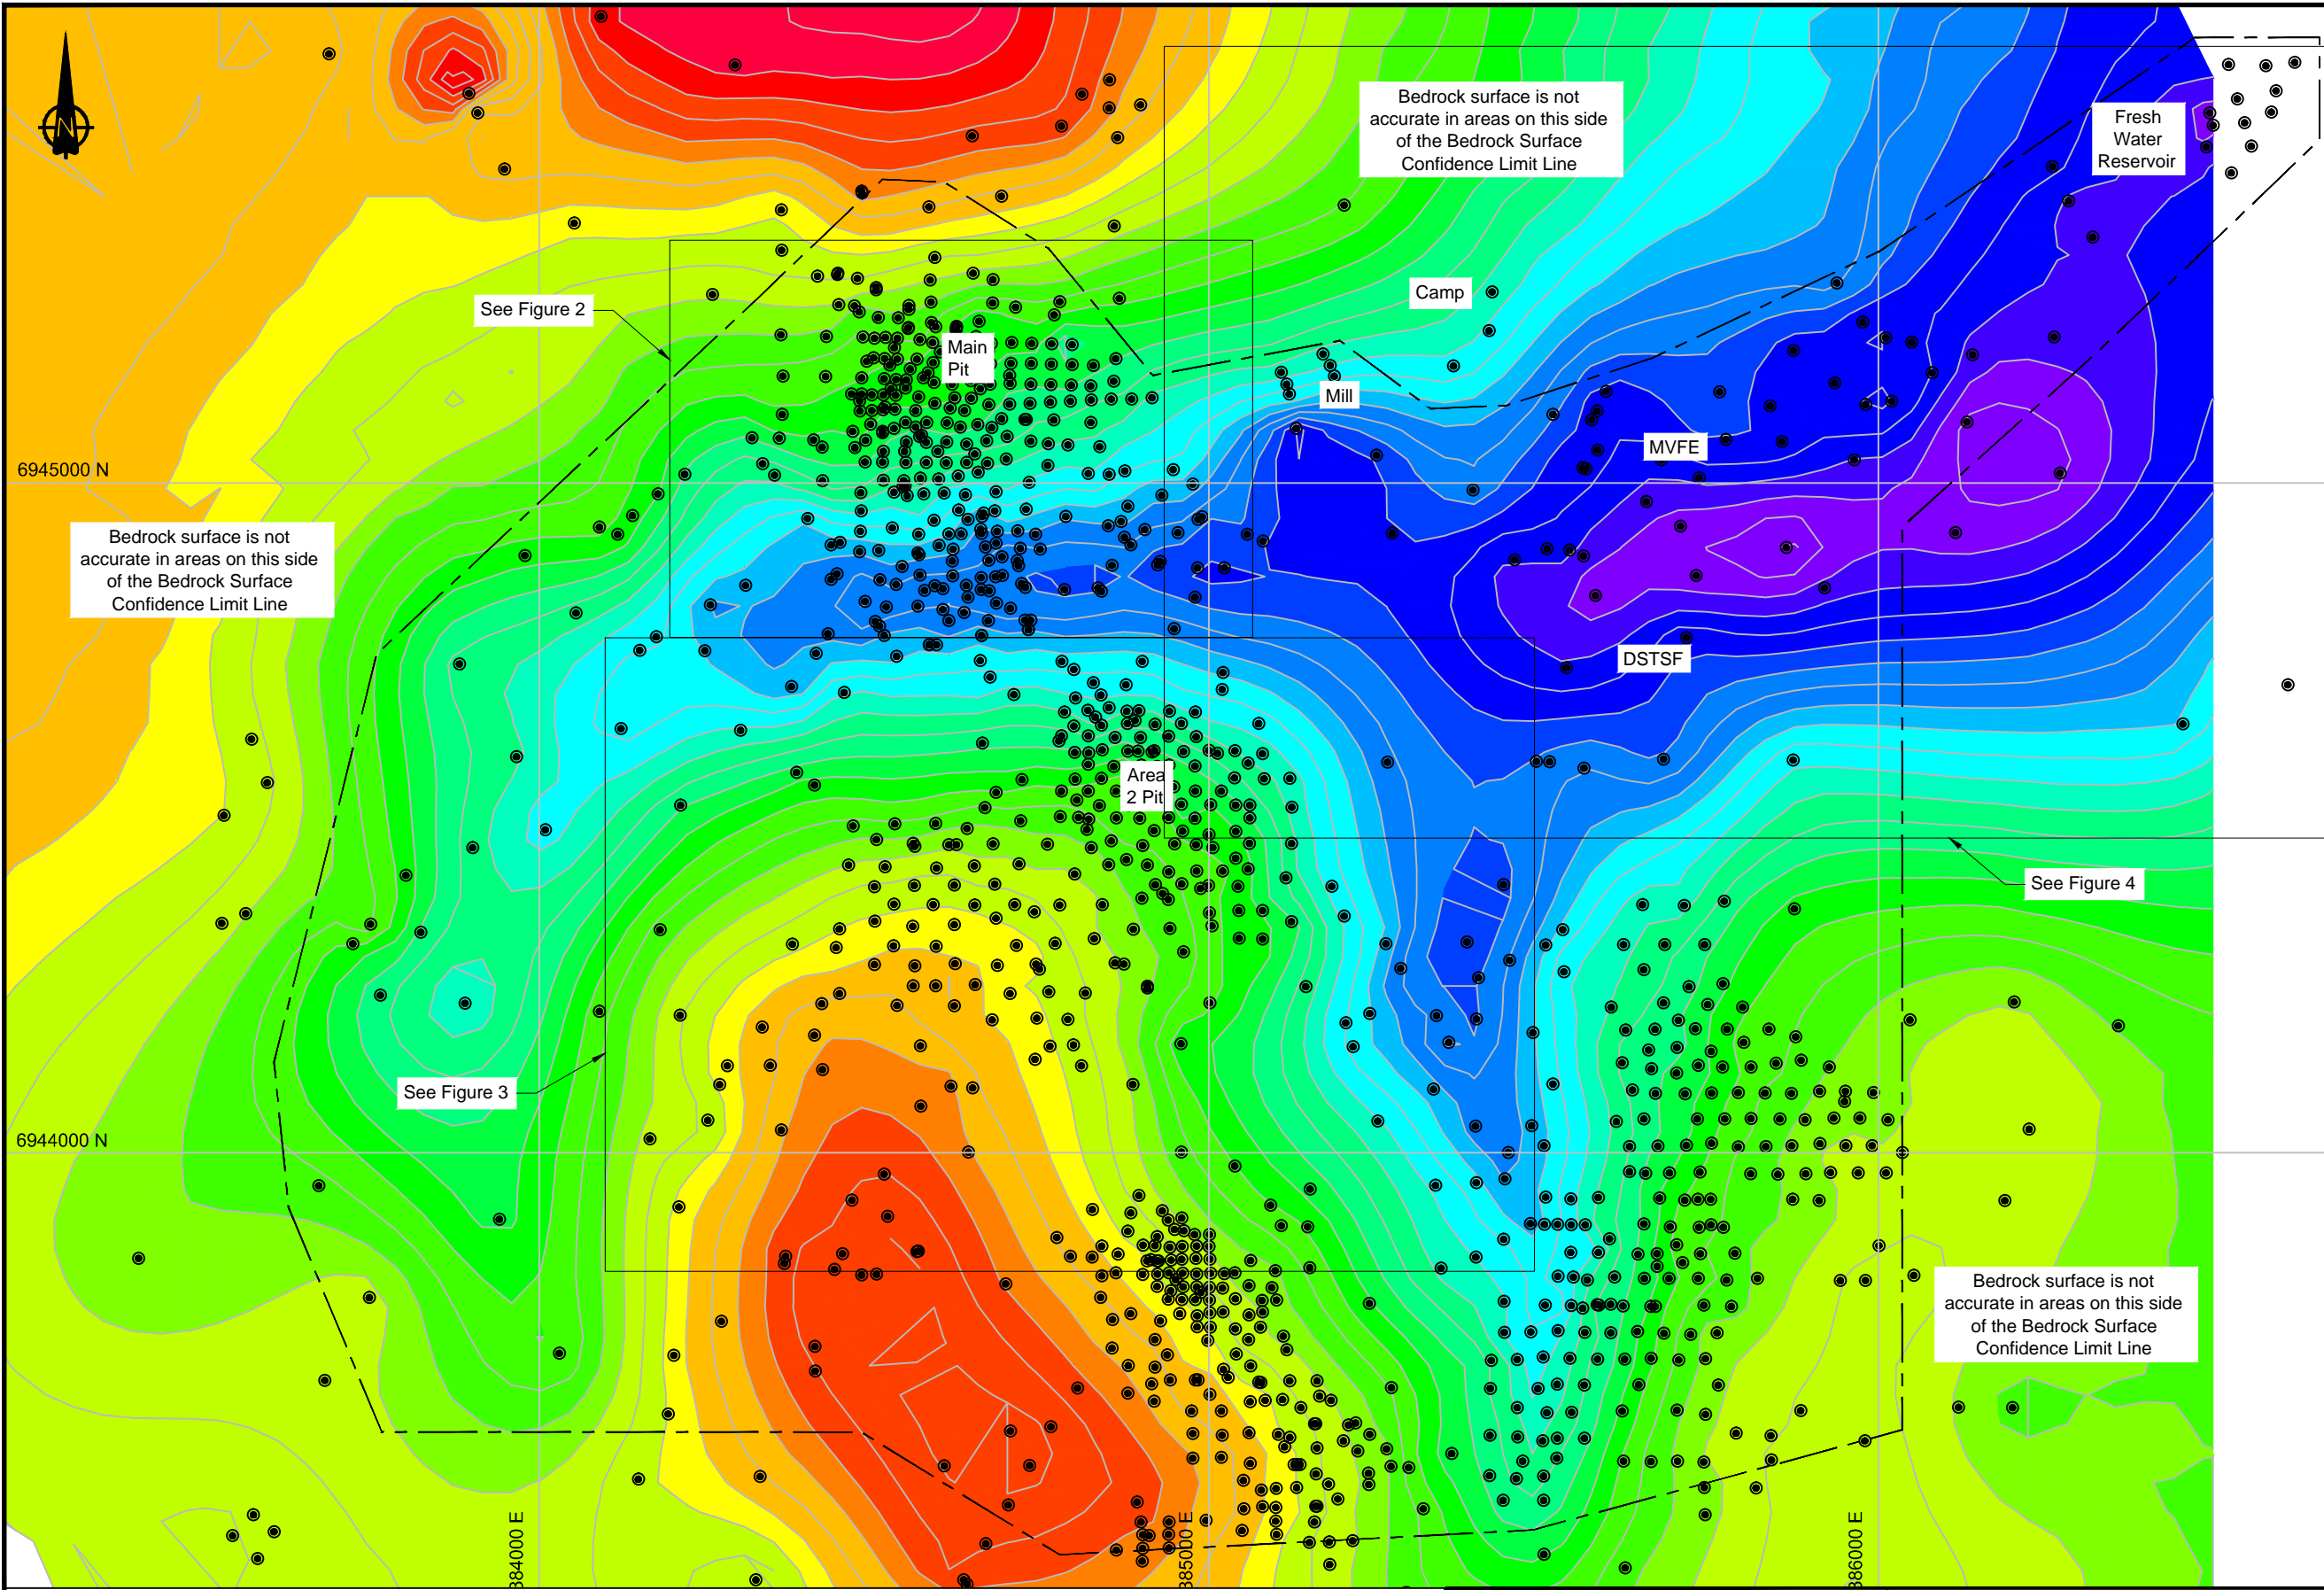 N
Bedrock surface is not
accurate in areas on this side
of the Bedrock Surface
Confidence Limit Line
Fresh
Water
Reservoir
See Figure 2
Camp
Main
Pit
Mill
MVFE
6945000 N
Bedrock surface is not
accurate in areas on this side
of the Bedrock Surface
Confidence Limit Line
DSTSF
Area
2 Pit
See Figure 4
See Figure 3
6944000 N
Bedrock surface is not
accurate in areas on this side
of the Bedrock Surface
Confidence Limit Line
384000 E
385000 E
386000 E